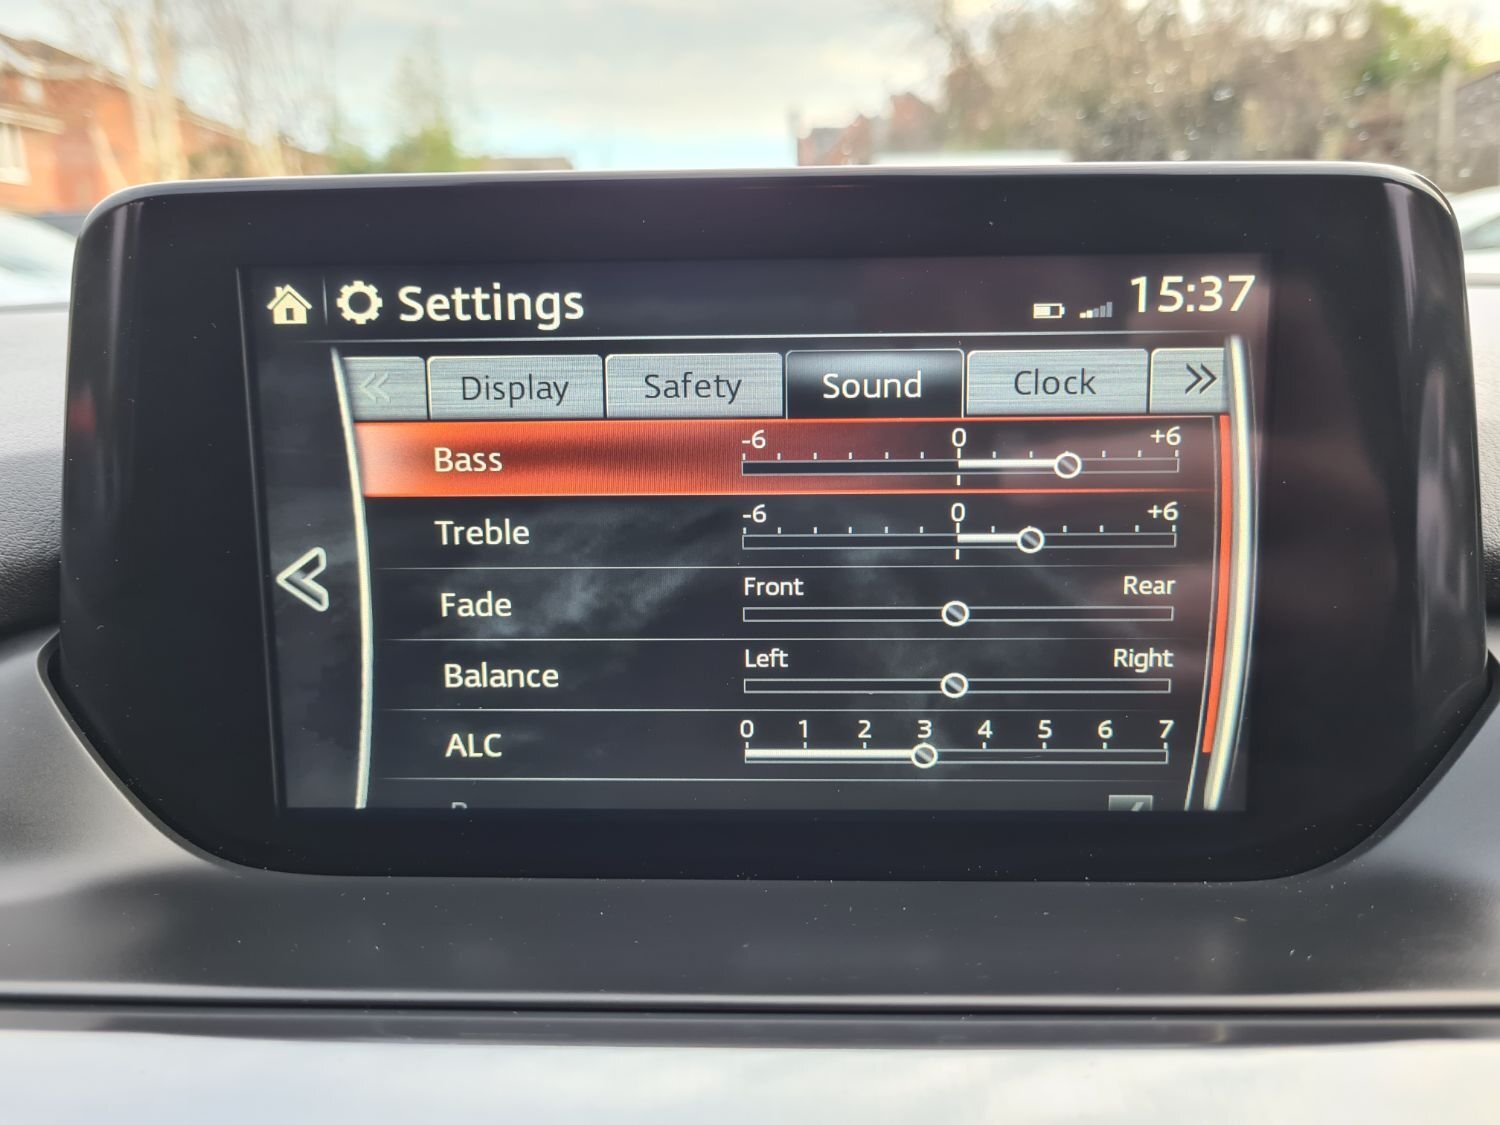 Settings 15:37
Display Safety Sound Clock
Bass -6 0 +6
Treble -6 0 +6
Fade Front Rear
Balance Left Right
ALC 0 1 2 3 4 5 6 7